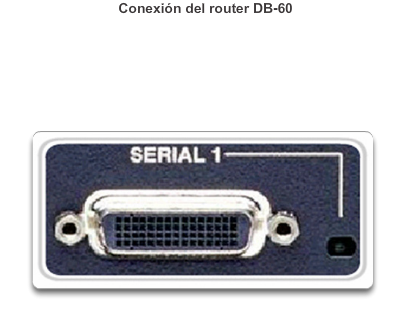 Conexión del router DB-60
SERIAL 1